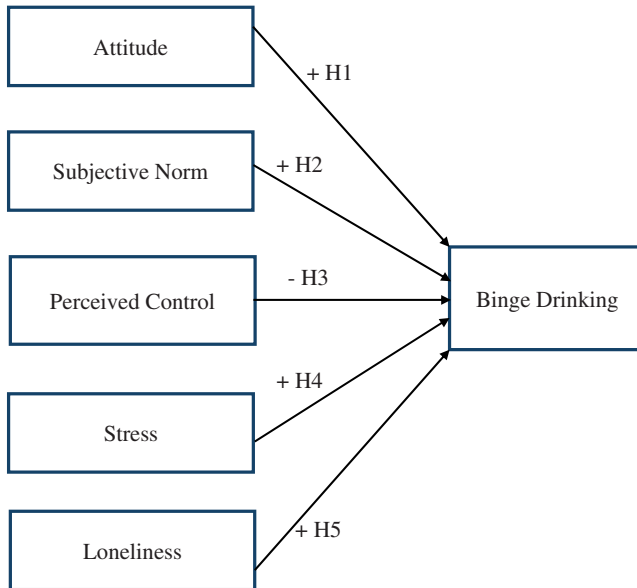 Attitude
+ H1
Subjective Norm
+ H2
Perceived Control
- H3
Binge Drinking
+ H4
Stress
+ H5
Loneliness